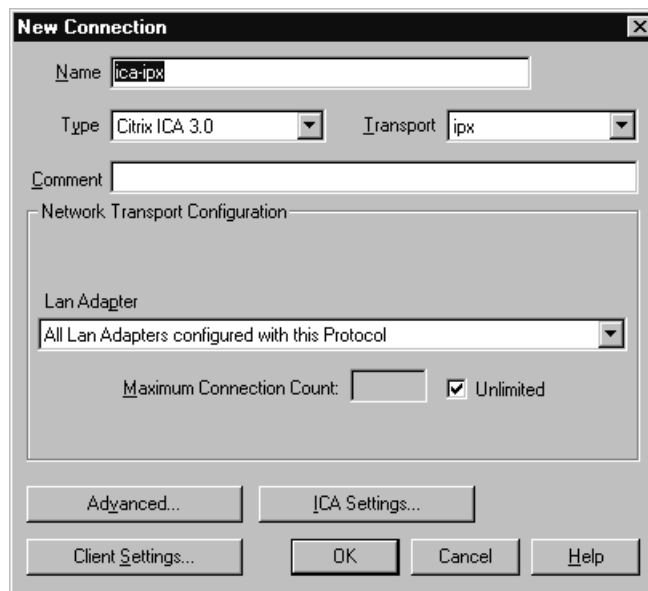 New Connection
Name ica-ipx
Type Citrix ICA 3.0 Transport ipx
Comment
Network Transport Configuration
Lan Adapter
All Lan Adapters configured with this Protocol
Maximum Connection Count: Unlimited
Advanced... ICA Settings...
Client Settings... OK Cancel Help